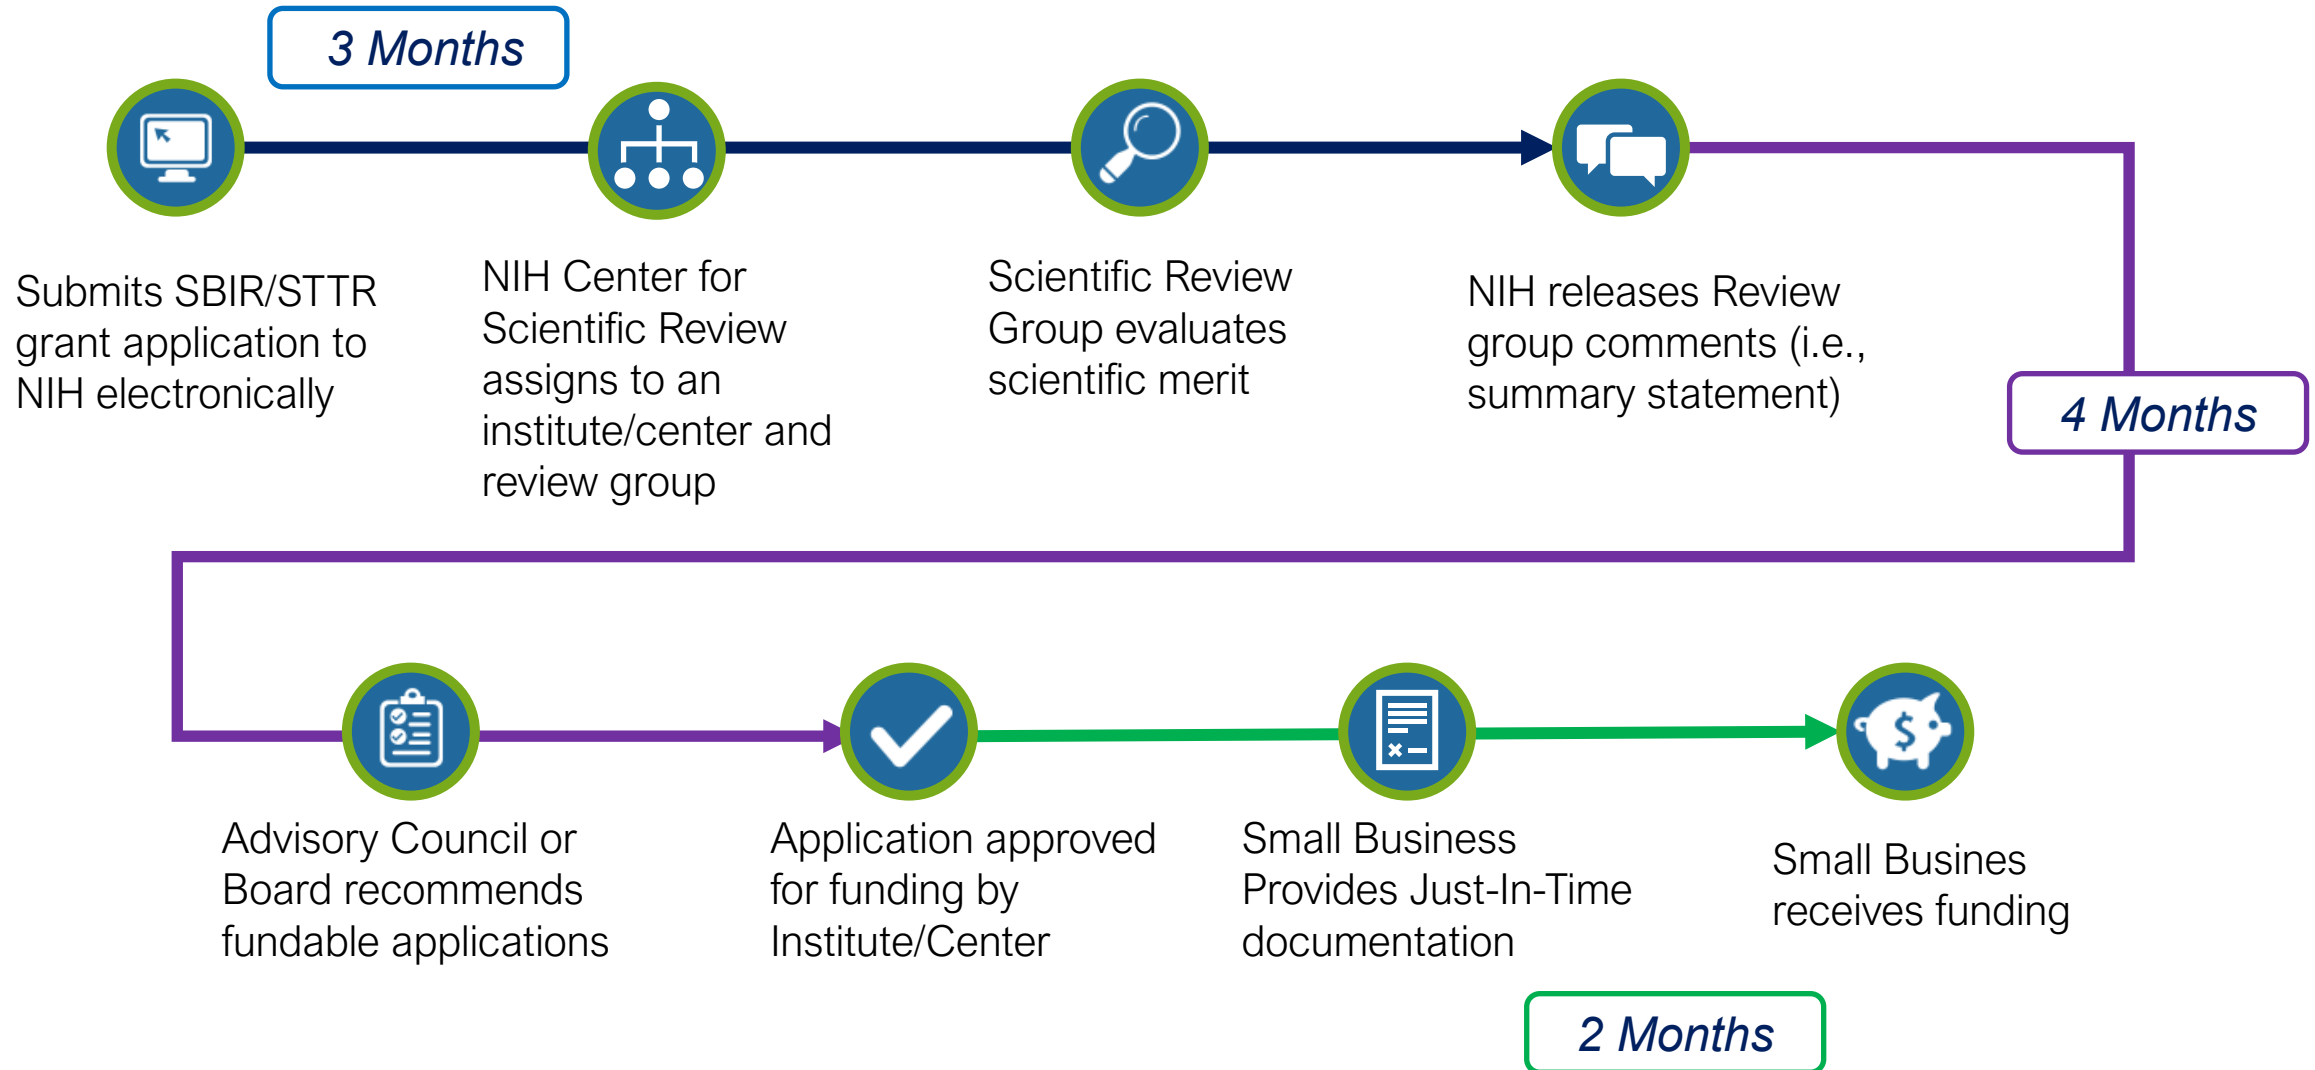 3 Months
Submits SBIR/STTR
grant application to
NIH electronically
NIH Center for
Scientific Review
assigns to an
institute/center and
review group
Scientific Review
Group evaluates
scientific merit
NIH releases Review
group comments (i.e.,
summary statement)
4 Months
Advisory Council or
Board recommends
fundable applications
Application approved
for funding by
Institute/Center
Small Business
Provides Just-In-Time
documentation
$
Small Busines
receives funding
2 Months